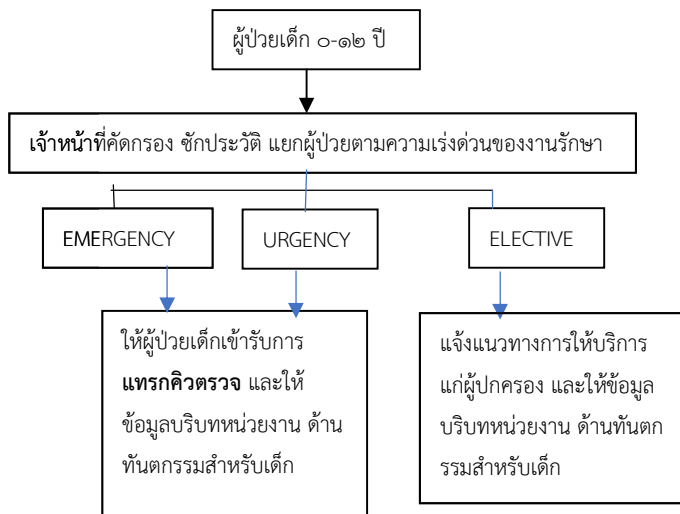 ผู้ป่วยเด็ก ๐-๑๒ ปี
เจ้าหน้าที่คัดกรอง ซักประวัติ แยกผู้ป่วยตามความเร่งด่วนของงานรักษา
EMERGENCY
URGENCY
ELECTIVE
ให้ผู้ป่วยเด็กเข้ารับการ
แทรกคิวตรวจ และให้
ข้อมูลบริบทหน่วยงาน ด้าน
ทันตกรรมสำหรับเด็ก
แจ้งแนวทางการให้บริการ
แก่ผู้ปกครอง และให้ข้อมูล
บริบทหน่วยงาน ด้านทันตก
รรมสำหรับเด็ก